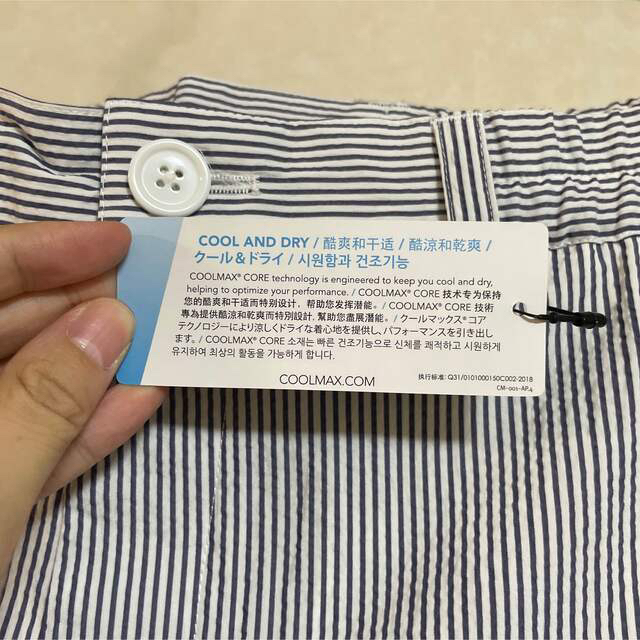 COOL AND DRY / 酷爽和干适 / 酷涼和乾爽 /
クール＆ドライ / 시원함과 건조기능
COOLMAX® CORE technology is engineered to keep you cool and dry,
helping to optimize your performance. / COOLMAX® CORE 技术专为保持
您的酷爽和干适而特别设计，帮助您发挥潜能。 / COOLMAX® CORE 技術
專為提供酷涼和乾爽而特別設計,幫助您盡展潛能。 / クールマックス® コア
テクノロジーにより涼しくドライな着心地を提供し、パフォーマンスを引き出し
ます。 / COOLMAX® CORE 소재는 빠른 건조기능으로 신체를 쾌적하고 시원하게
유지하여 최상의 활동을 가능하게 합니다.
COOLMAX.COM
执行标准: Q31/0101000150C002-2018
CM-001-AP.4